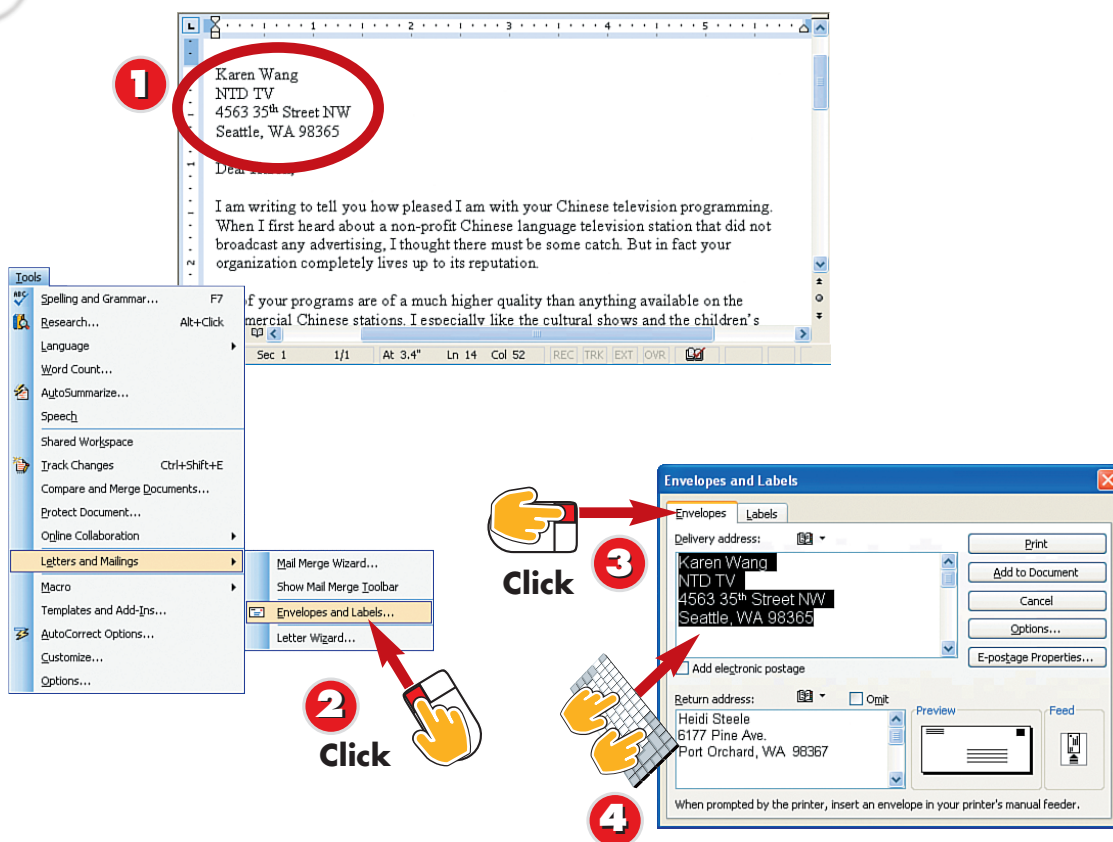 1
1 2 3 4 5
Karen Wang
NTD TV
4563 35th Street NW
Seattle, WA 98365
I am writing to tell you how pleased I am with your Chinese television programming.
When I first heard about a non-profit Chinese language television station that did not
broadcast any advertising, I thought there must be some catch. But in fact your
organization completely lives up to its reputation.
of your programs are of a much higher quality than anything available on the
Chinese stations. I especially like the cultural shows and the children's
Sec 1 1/1 At 3.4" Ln 14 Col 52 REC TRK EXT OVR
Tools
Spelling and Grammar... F7
Research... Alt+Click
Language
Word Count...
AutoSummarize...
Speech
Shared Workspace
Track Changes Ctrl+Shift+E
Compare and Merge Documents...
Protect Document...
Online Collaboration
Letters and Mailings
Macro
Templates and Add-Ins...
AutoCorrect Options...
Customize...
Options...
Mail Merge Wizard...
Show Mail Merge Toolbar
Envelopes and Labels...
Letter Wizard...
2
Click
3
Click
Envelopes and Labels
Envelopes Labels
Delivery address:
Karen Wang
NTD TV
4563 35th Street NW
Seattle, WA 98365
Add electronic postage
Print
Add to Document
Cancel
Options...
E-postage Properties...
Return address: Omit
Heidi Steele
6177 Pine Ave.
Port Orchard, WA 98367
Preview
Feed
When prompted by the printer, insert an envelope in your printer's manual feeder.
4